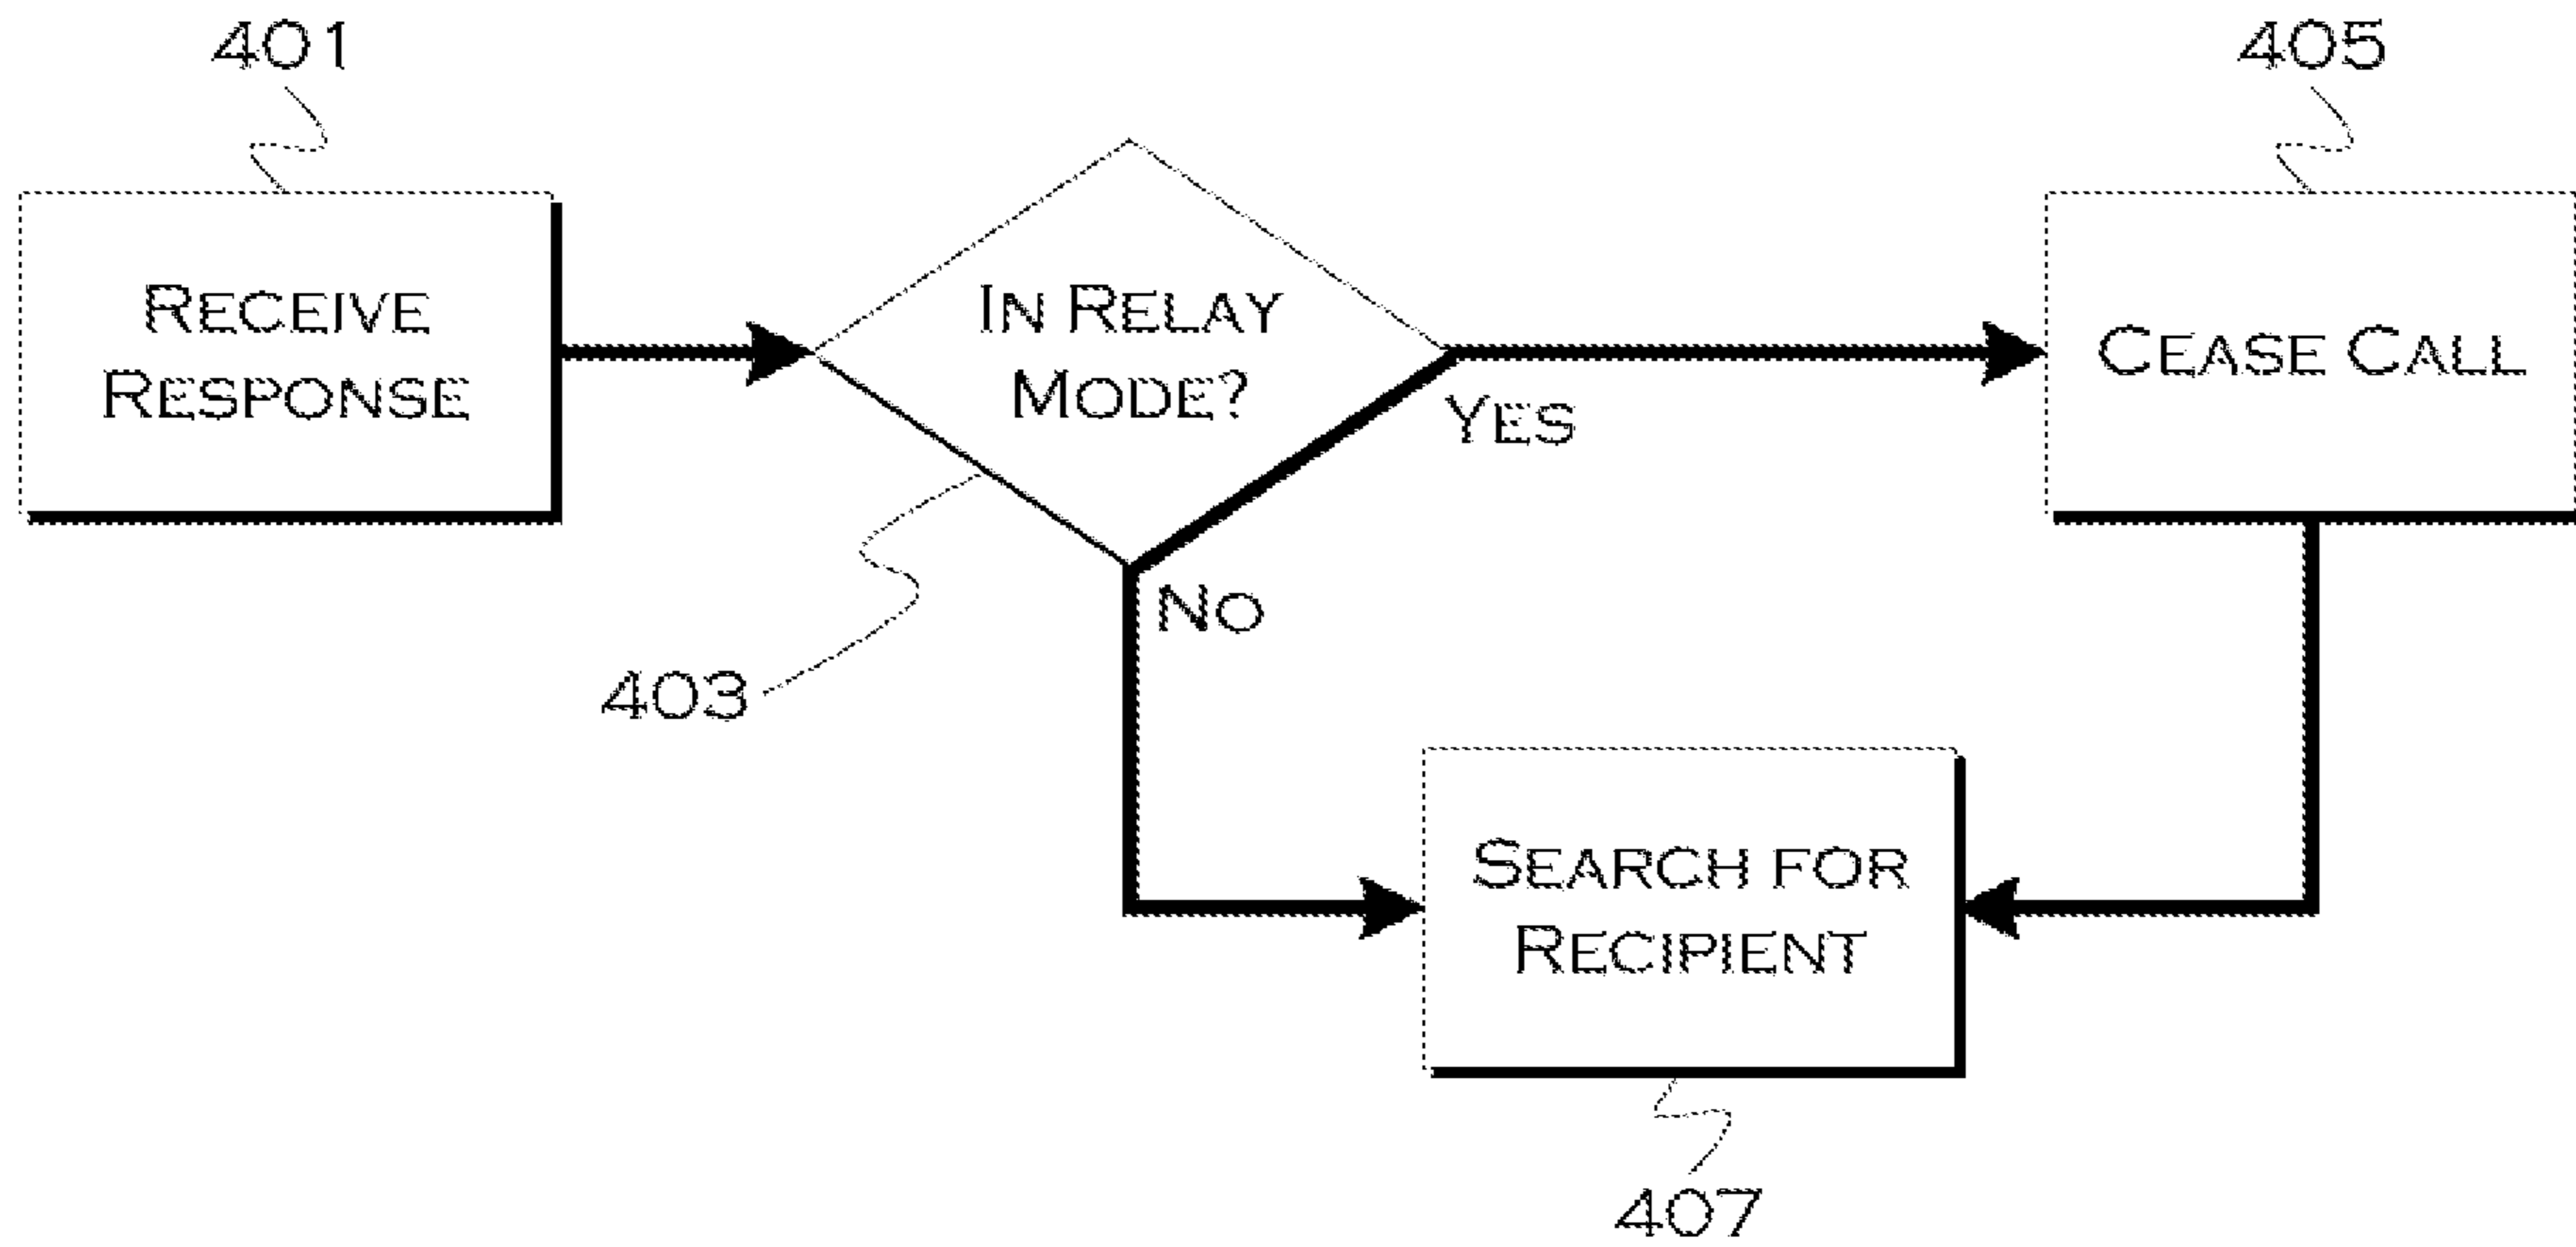 401
405
RECEIVE
RESPONSE
IN RELAY
MODE?
CEASE CALL
YES
NO
403
SEARCH FOR
RECIPIENT
407